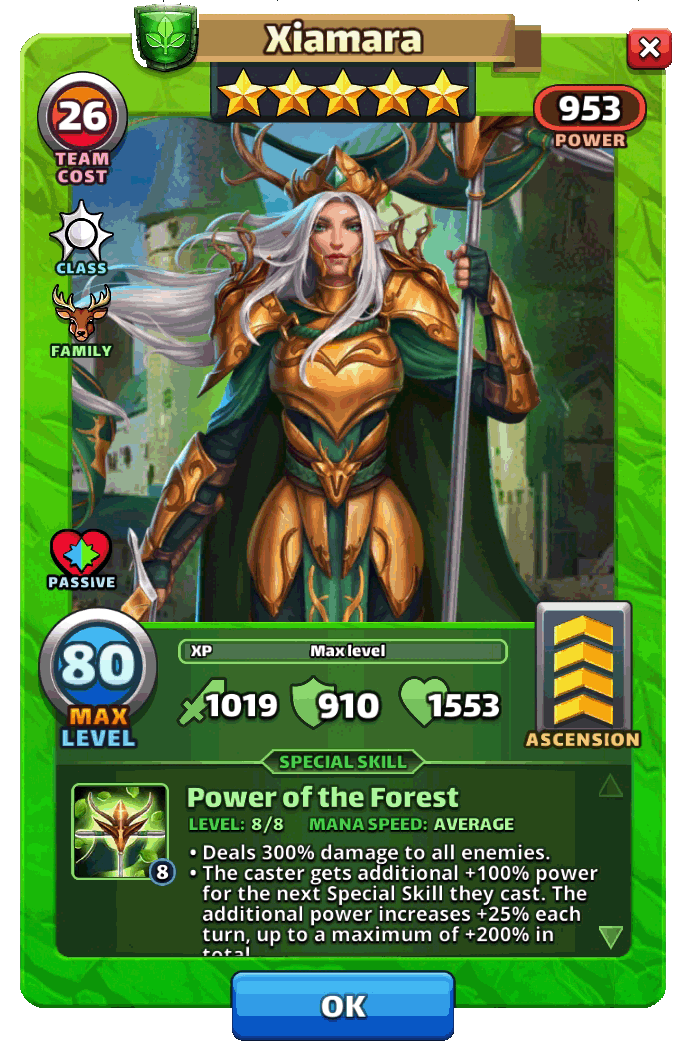 Xiamara
26
TEAM
COST
953
POWER
CLASS
FAMILY
PASSIVE
80
MAX
LEVEL
XP Max level
1019 910 1553
ASCENSION
SPECIAL SKILL
Power of the Forest
LEVEL: 8/8 MANA SPEED: AVERAGE
8
• Deals 300% damage to all enemies.
• The caster gets additional +100% power
for the next Special Skill they cast. The
additional power increases +25% each
turn, up to a maximum of +200% in
total
OK